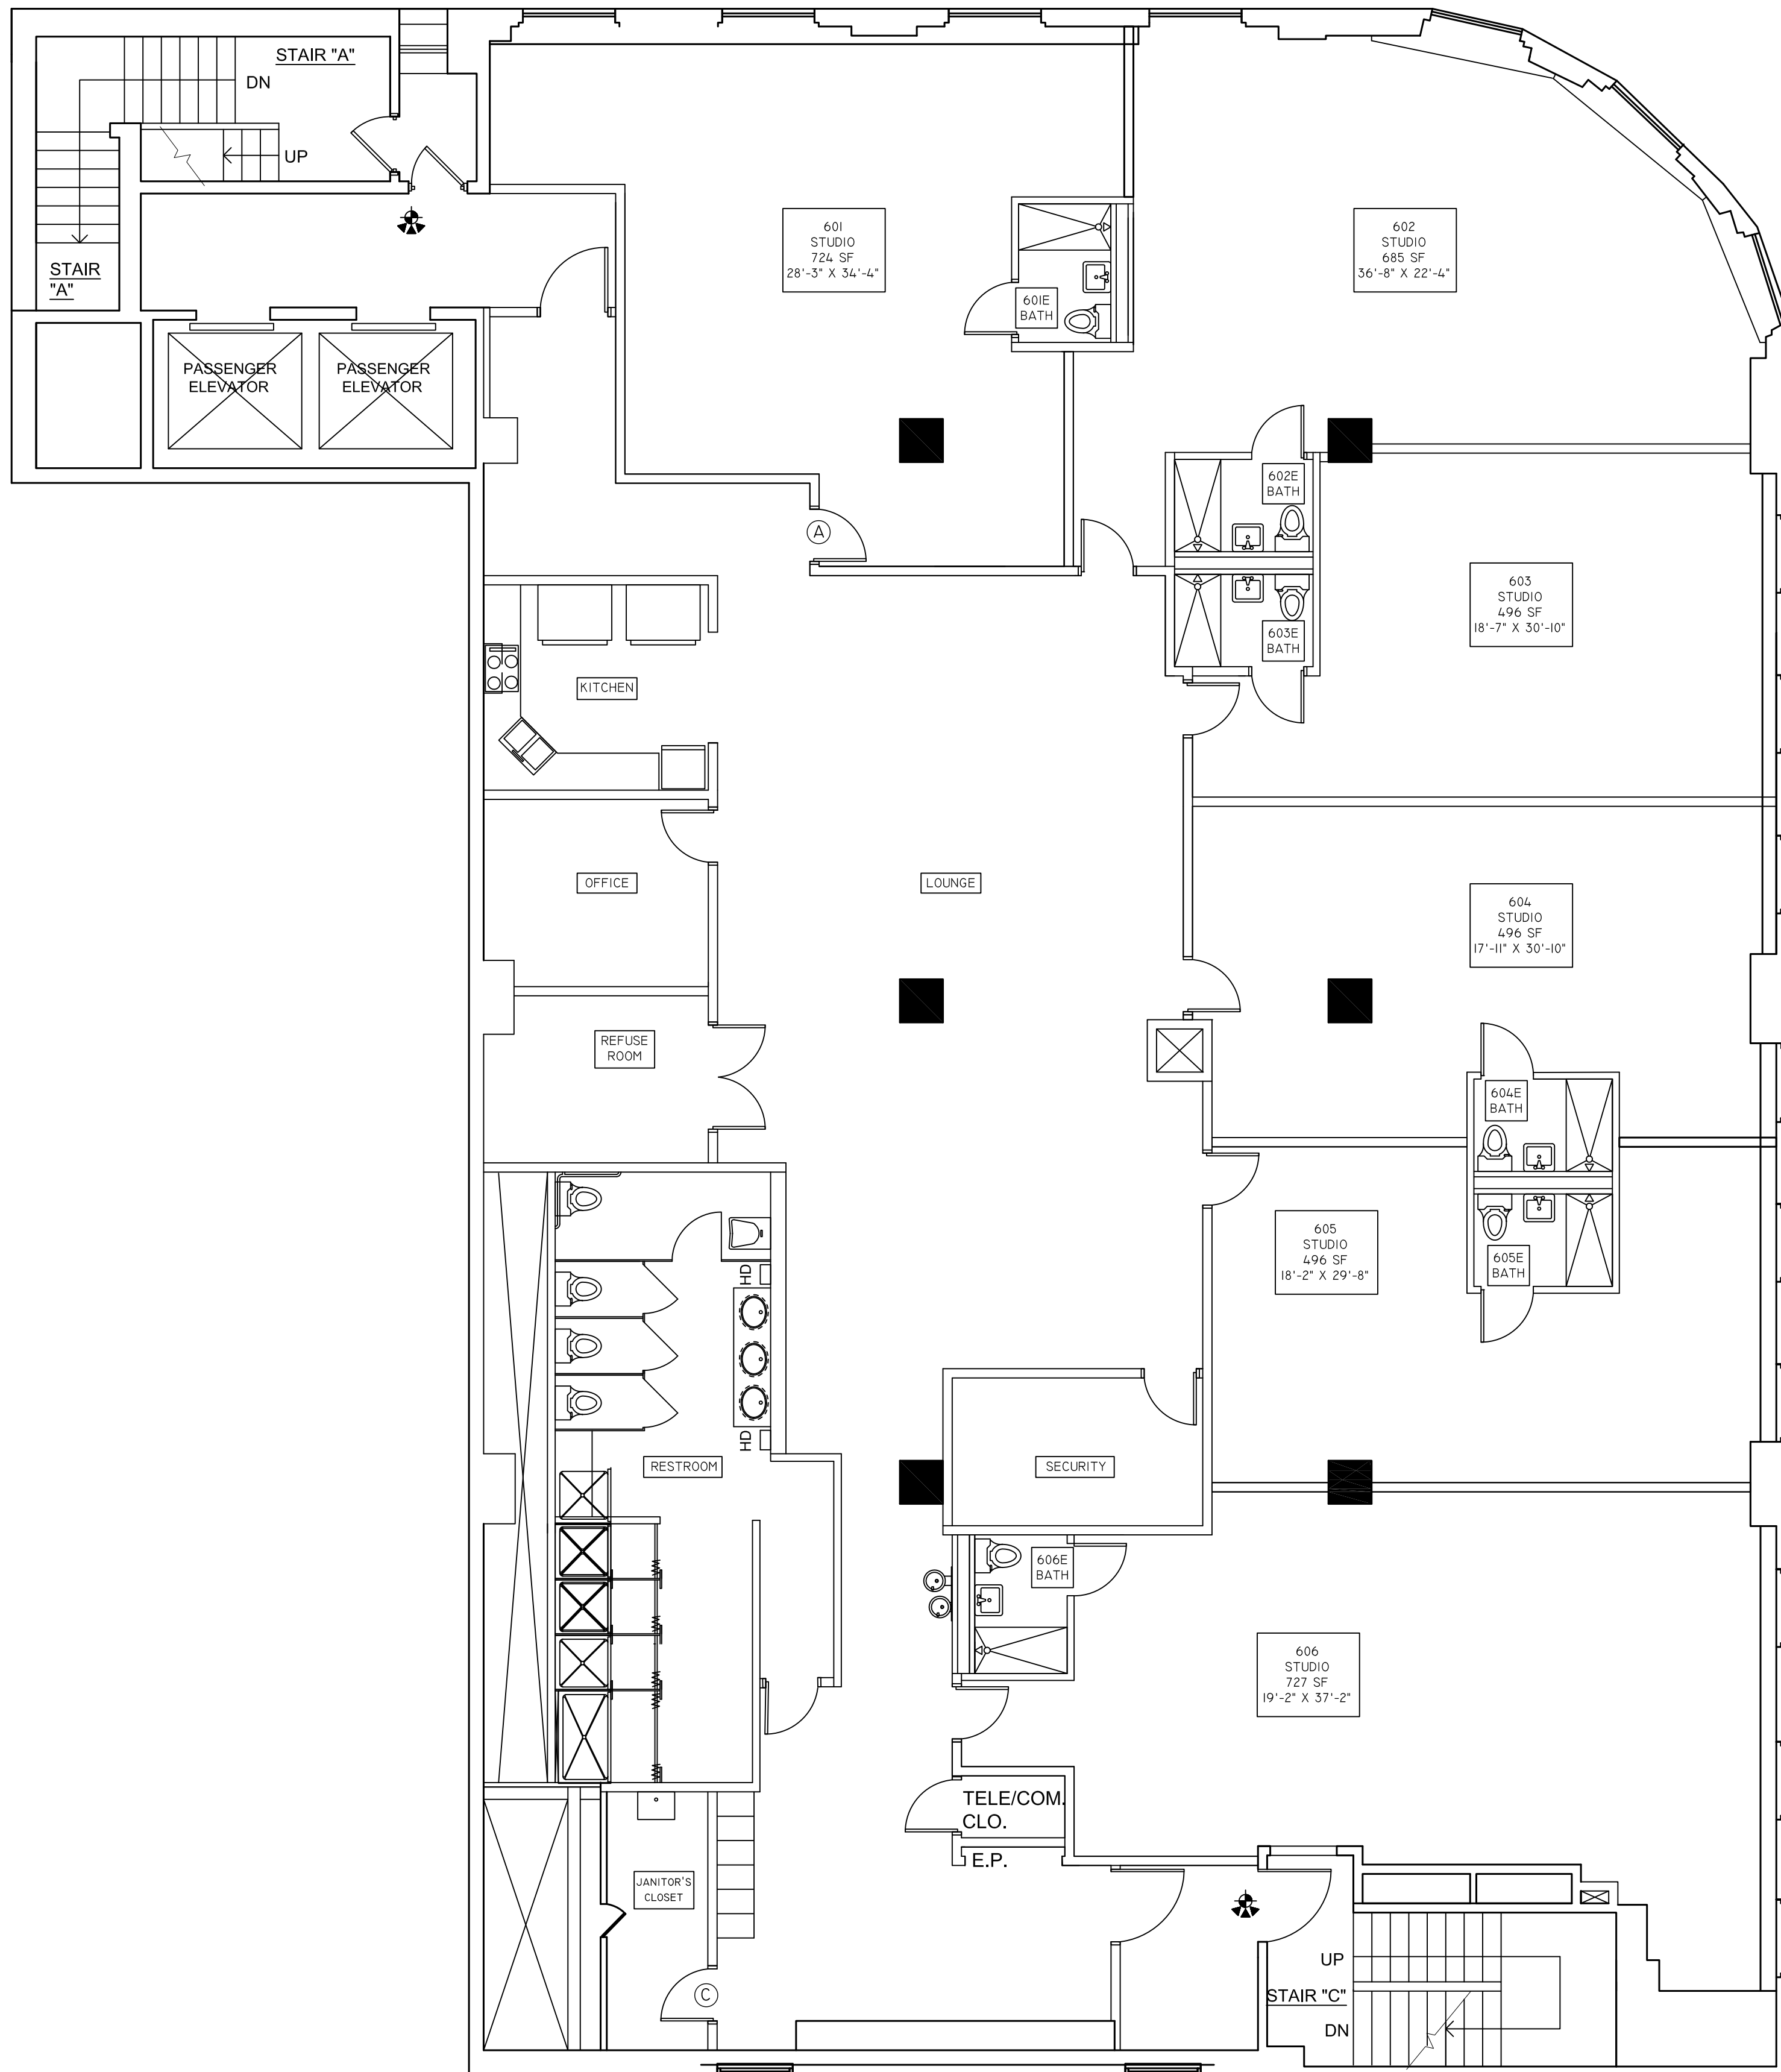 STAIR "A"
DN
UP
STAIR
"A"
PASSENGER
ELEVATOR
PASSENGER
ELEVATOR
601
STUDIO
724 SF
28'-3" X 34'-4"
601E
BATH
602
STUDIO
685 SF
36'-8" X 22'-4"
A
602E
BATH
603E
BATH
603
STUDIO
496 SF
18'-7" X 30'-10"
KITCHEN
OFFICE
LOUNGE
604
STUDIO
496 SF
17'-11" X 30'-10"
REFUSE
ROOM
604E
BATH
605
STUDIO
496 SF
18'-2" X 29'-8"
605E
BATH
HD
HD
RESTROOM
SECURITY
606E
BATH
606
STUDIO
727 SF
19'-2" X 37'-2"
TELE/COM.
CLO.
E.P.
JANITOR'S
CLOSET
C
UP
STAIR "C"
DN